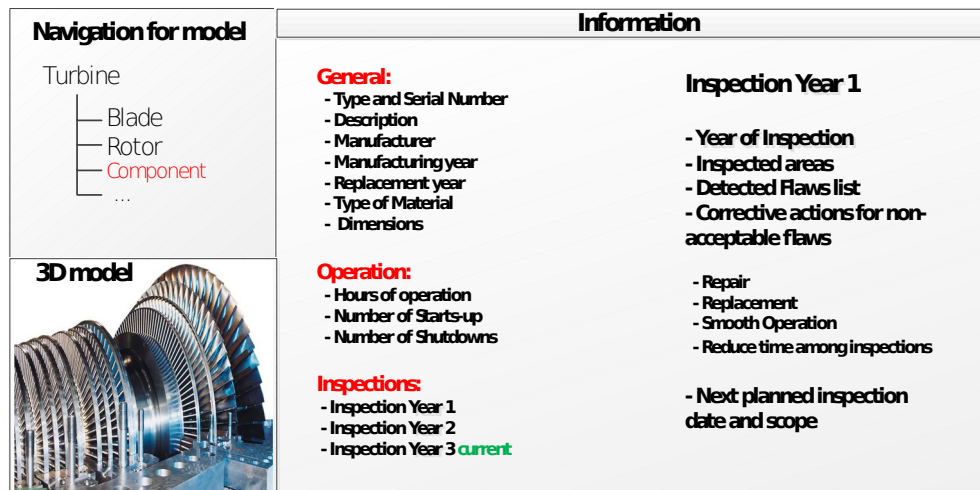 Navigation for model
Turbine
Blade
Rotor
Component
...
3D model
Information
General:
- Type and Serial Number
- Description
- Manufacturer
- Manufacturing year
- Replacement year
- Type of Material
- Dimensions
Operation:
- Hours of operation
- Number of Starts-up
- Number of Shutdowns
Inspections:
- Inspection Year 1
- Inspection Year 2
- Inspection Year 3 current
Inspection Year 1
- Year of Inspection
- Inspected areas
- Detected Flaws list
- Corrective actions for non-
acceptable flaws
- Repair
- Replacement
- Smooth Operation
- Reduce time among inspections
- Next planned inspection
date and scope